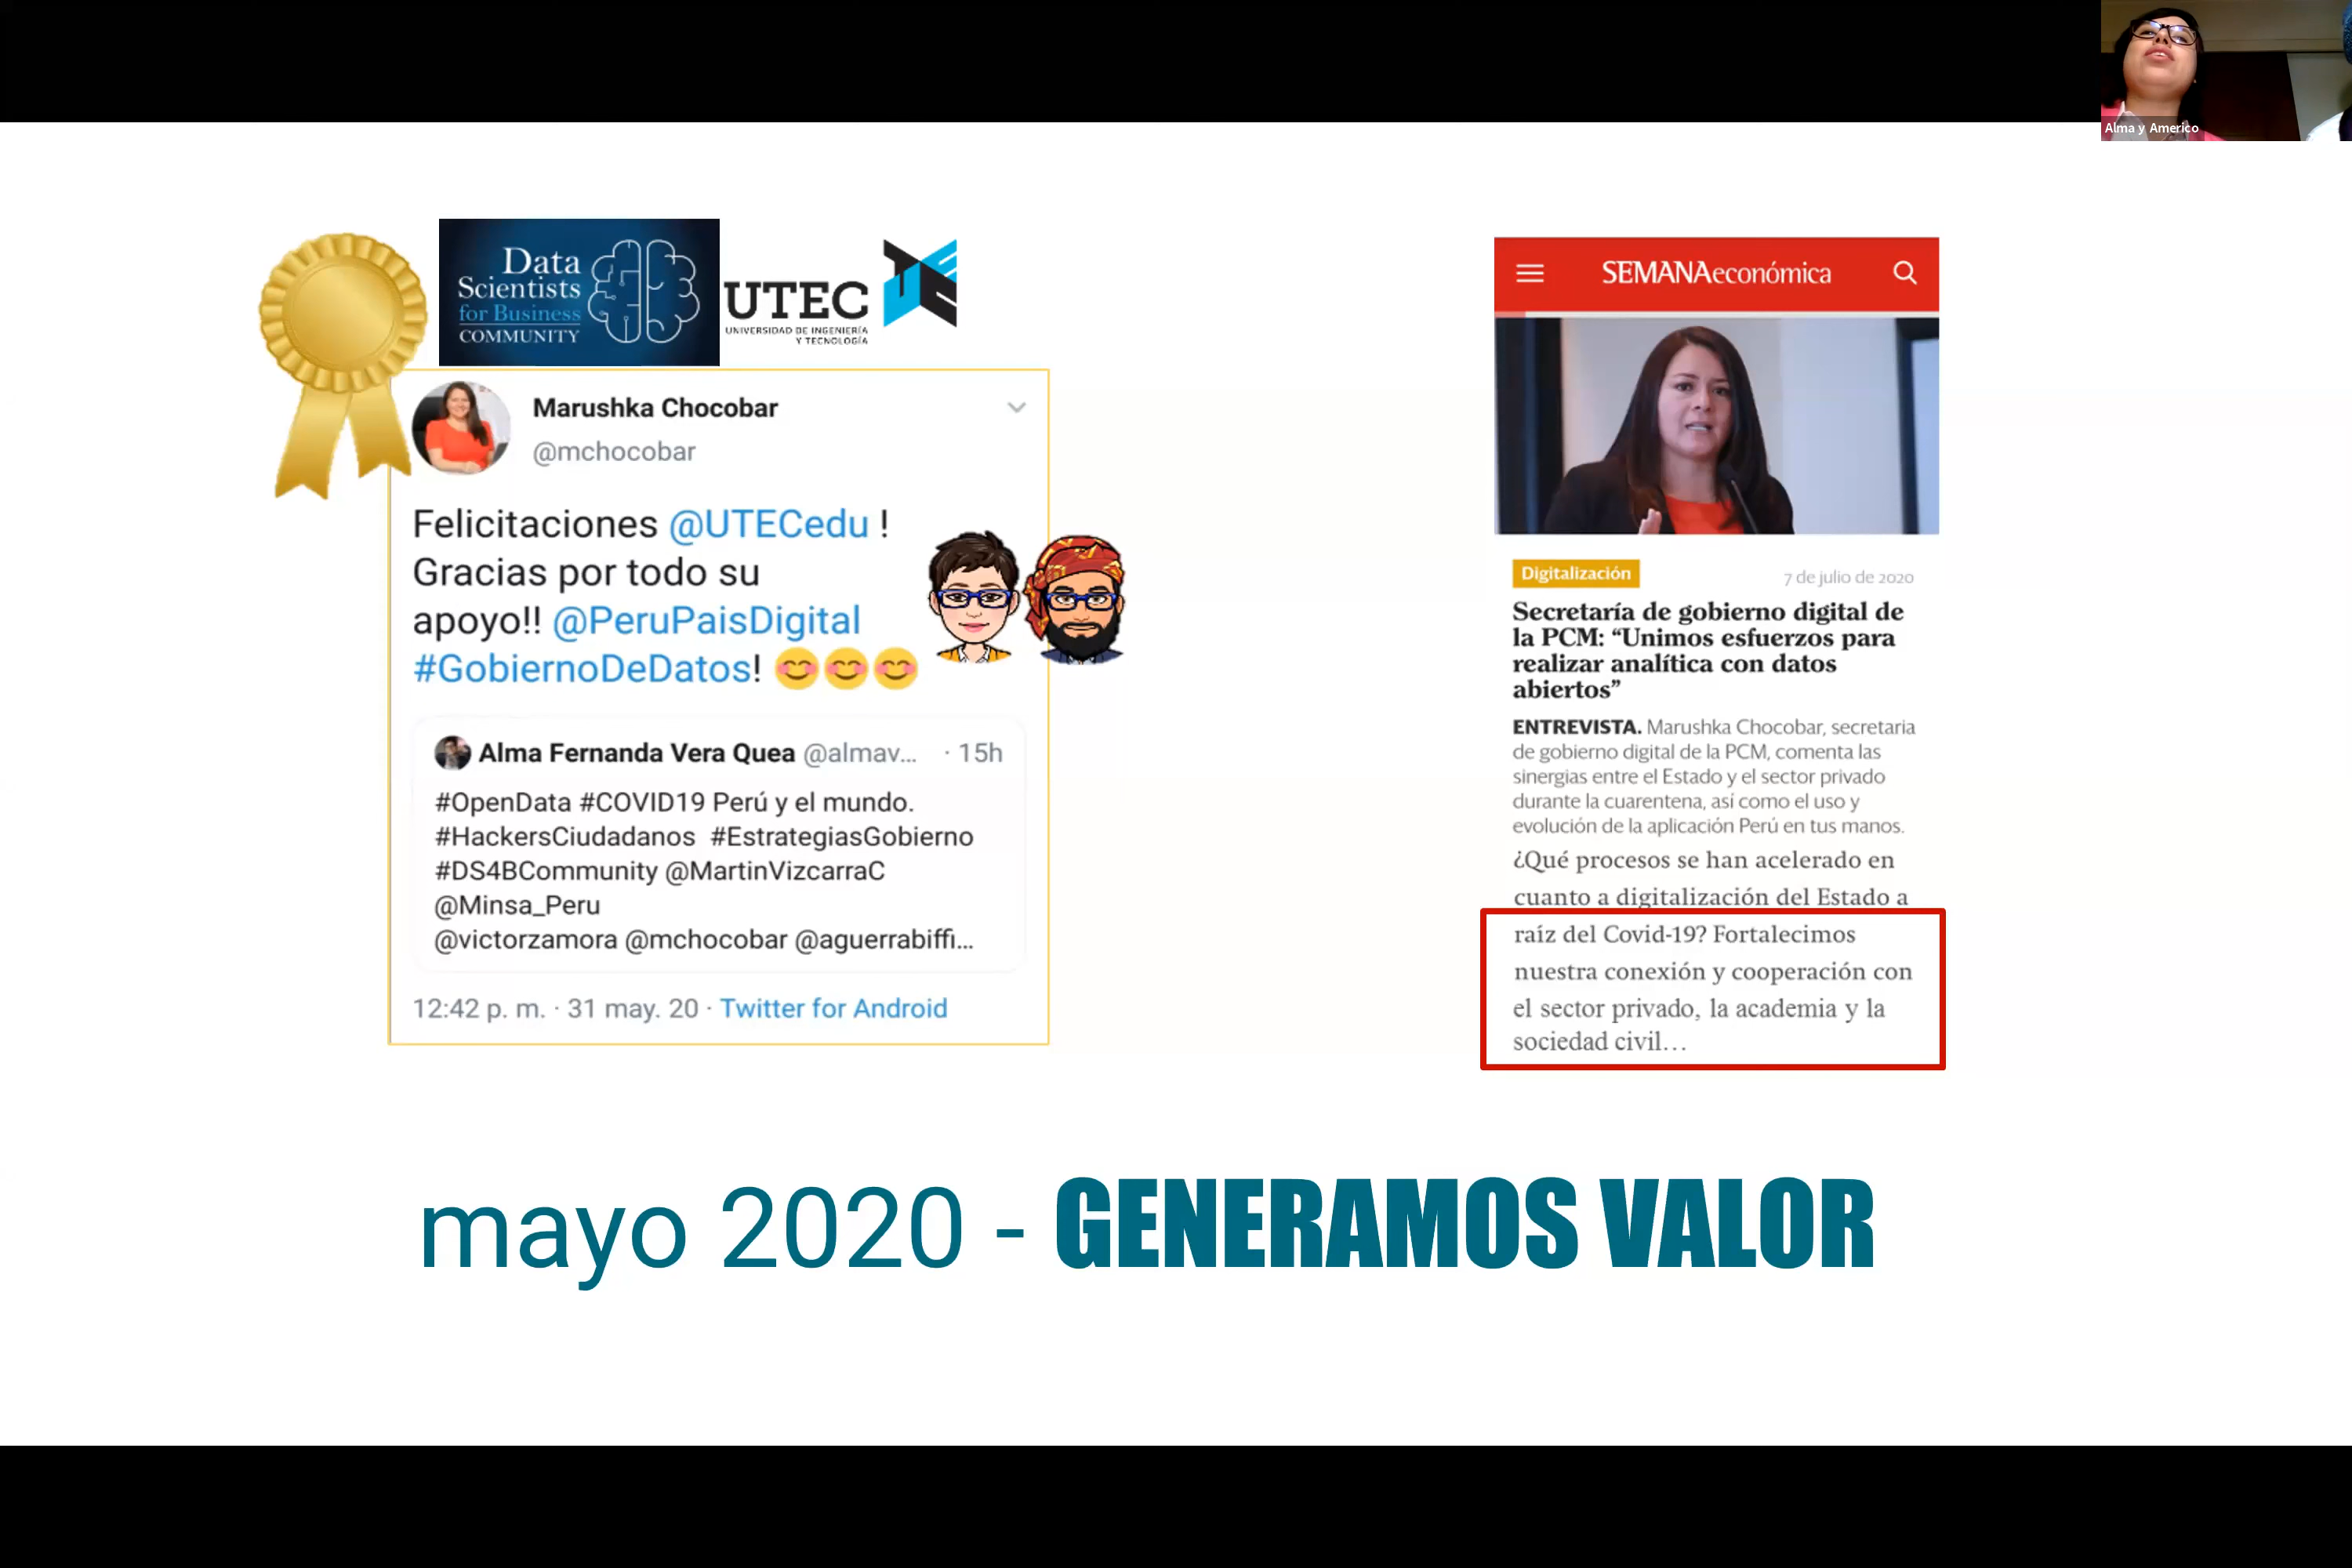 Alma y Americo
Data
Scientists
for Business
COMMUNITY
UTEC
UNIVERSIDAD DE INGENIERÍA
Y TECNOLOGÍA
Marushka Chocobar
@mchocobar
Felicitaciones @UTECedu !
Gracias por todo su
apoyo!! @PeruPaisDigital
#GobiernoDeDatos! 😊😊😊
Alma Fernanda Vera Quea @almav... · 15h
#OpenData #COVID19 Perú y el mundo.
#HackersCiudadanos #EstrategiasGobierno
#DS4BCommunity @MartinVizcarraC
@Minsa_Peru
@victorzamora @mchocobar @aguerrabiffi...
12:42 p. m. · 31 may. 20 · Twitter for Android
SEMANAeconómica
Digitalización
7 de julio de 2020
Secretaría de gobierno digital de
la PCM: “Unimos esfuerzos para
realizar analítica con datos
abiertos”
ENTREVISTA. Marushka Chocobar, secretaria
de gobierno digital de la PCM, comenta las
sinergias entre el Estado y el sector privado
durante la cuarentena, así como el uso y
evolución de la aplicación Perú en tus manos.
¿Qué procesos se han acelerado en
cuanto a digitalización del Estado a
raíz del Covid-19? Fortalecimos
nuestra conexión y cooperación con
el sector privado, la academia y la
sociedad civil…
mayo 2020 - GENERAMOS VALOR